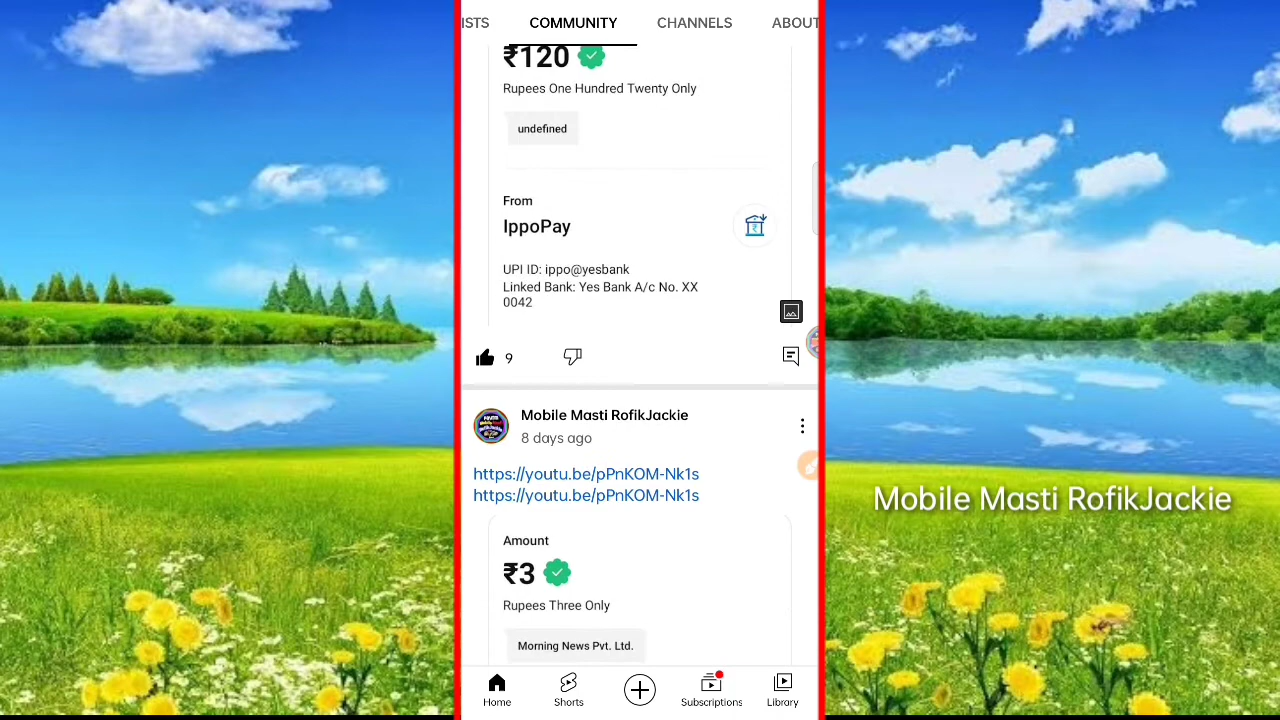 ISTS COMMUNITY CHANNELS ABOUT
₹120
Rupees One Hundred Twenty Only
undefined
From
IppoPay
UPI ID: ippo@yesbank
Linked Bank: Yes Bank A/c No. XX
0042
9
Mobile Masti RofikJackie
8 days ago
https://youtu.be/pPnKOM-Nk1s
https://youtu.be/pPnKOM-Nk1s
Amount
₹3
Rupees Three Only
Morning News Pvt. Ltd.
Home Shorts Subscriptions Library
Mobile Masti RofikJackie